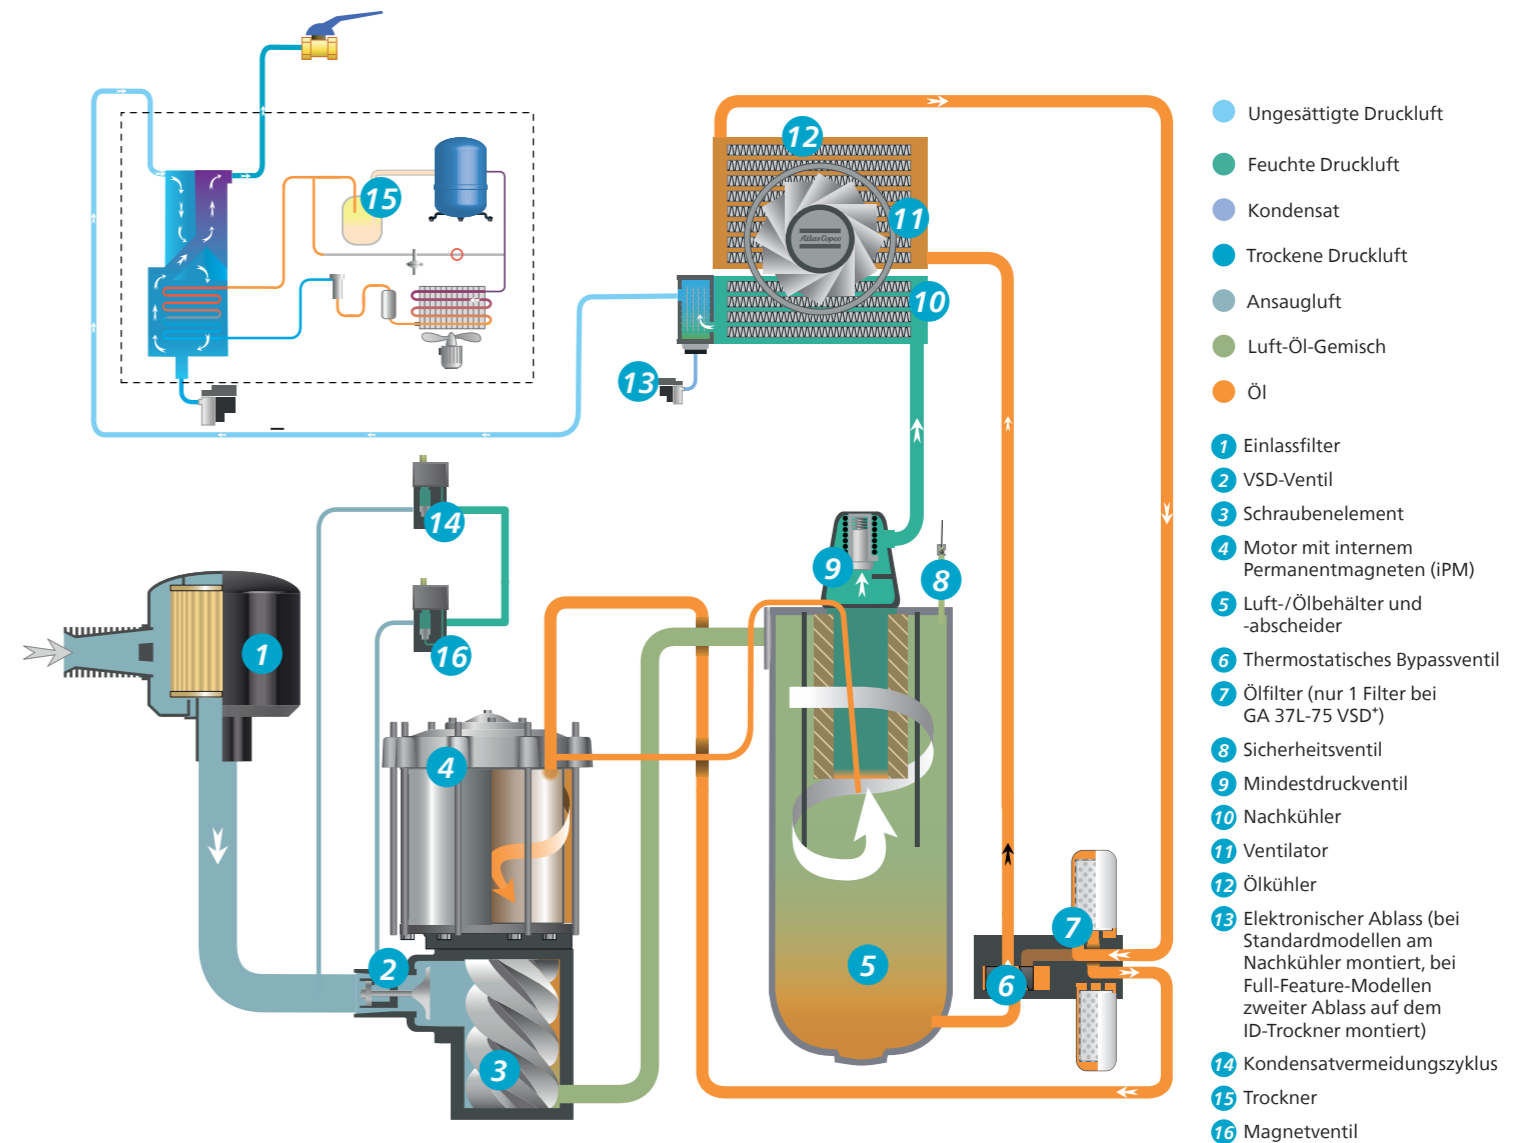 12
11
Atlas Copco
10
15
13
14
9
8
16
1
4
2
3
5
7
6
Ungesättigte Druckluft
Feuchte Druckluft
Kondensat
Trockene Druckluft
Ansaugluft
Luft-Öl-Gemisch
Öl
1 Einlassfilter
2 VSD-Ventil
3 Schraubenelement
4 Motor mit internem
Permanentmagneten (iPM)
5 Luft-/Ölbehälter und
-abscheider
6 Thermostatisches Bypassventil
7 Ölfilter (nur 1 Filter bei
GA 37L-75 VSD⁺)
8 Sicherheitsventil
9 Mindestdruckventil
10 Nachkühler
11 Ventilator
12 Ölkühler
13 Elektronischer Ablass (bei
Standardmodellen am
Nachkühler montiert, bei
Full-Feature-Modellen
zweiter Ablass auf dem
ID-Trockner montiert)
14 Kondensatvermeidungszyklus
15 Trockner
16 Magnetventil